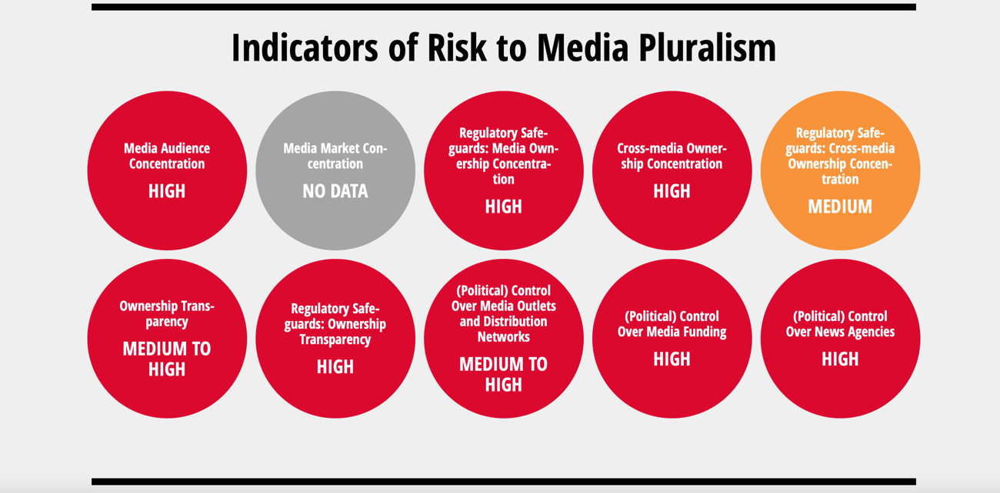 Indicators of Risk to Media Pluralism
Media Audience
Concentration
HIGH
Media Market Con-
centration
NO DATA
Regulatory Safe-
guards: Media Own-
ership Concentra-
tion
HIGH
Cross-media Owner-
ship Concentration
HIGH
Regulatory Safe-
guards: Cross-media
Ownership Concen-
tration
MEDIUM
Ownership Trans-
parency
MEDIUM TO
HIGH
Regulatory Safe-
guards: Ownership
Transparency
HIGH
(Political) Control
Over Media Outlets
and Distribution
Networks
MEDIUM TO
HIGH
(Political) Control
Over Media Funding
HIGH
(Political) Control
Over News Agencies
HIGH